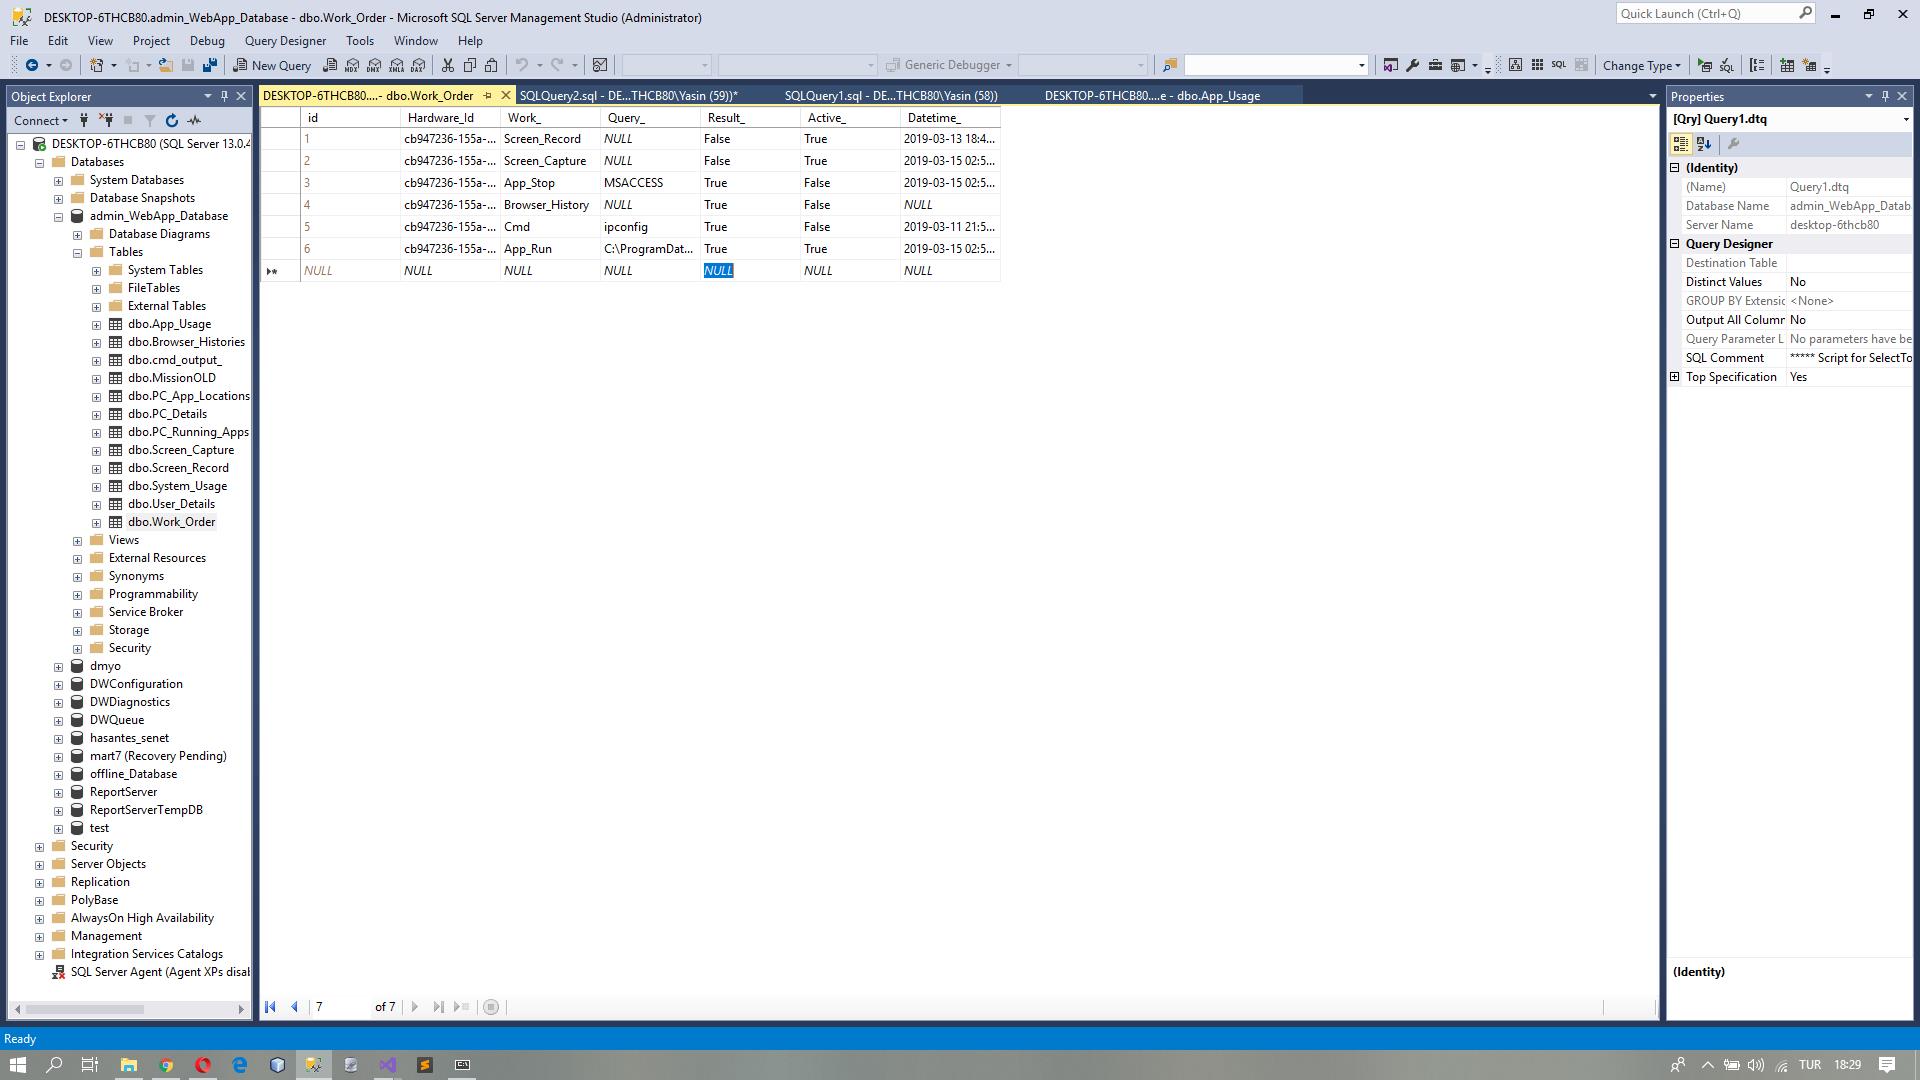 DESKTOP-6THCB80.admin_WebApp_Database - dbo.Work_Order - Microsoft SQL Server Management Studio (Administrator)
Quick Launch (Ctrl+Q)
File Edit View Project Debug Query Designer Tools Window Help
New Query
MDX DMX XMLA DAX
Generic Debugger
SQL
Change Type
Object Explorer
DESKTOP-6THCB80....- dbo.Work_Order
SQLQuery2.sql - DE...THCB80\Yasin (59))*
SQLQuery1.sql - DE...THCB80\Yasin (58))
DESKTOP-6THCB80....e - dbo.App_Usage
Properties
Connect
DESKTOP-6THCB80 (SQL Server 13.0.4
Databases
System Databases
Database Snapshots
admin_WebApp_Database
Database Diagrams
Tables
System Tables
FileTables
External Tables
dbo.App_Usage
dbo.Browser_Histories
dbo.cmd_output_
dbo.MissionOLD
dbo.PC_App_Locations
dbo.PC_Details
dbo.PC_Running_Apps
dbo.Screen_Capture
dbo.Screen_Record
dbo.System_Usage
dbo.User_Details
dbo.Work_Order
Views
External Resources
Synonyms
Programmability
Service Broker
Storage
Security
dmyo
DWConfiguration
DWDiagnostics
DWQueue
hasantes_senet
mart7 (Recovery Pending)
offline_Database
ReportServer
ReportServerTempDB
test
Security
Server Objects
Replication
PolyBase
AlwaysOn High Availability
Management
Integration Services Catalogs
SQL Server Agent (Agent XPs disal
id Hardware_Id Work_ Query_ Result_ Active_ Datetime_
1 cb947236-155a-... Screen_Record NULL False True 2019-03-13 18:4...
2 cb947236-155a-... Screen_Capture NULL False True 2019-03-15 02:5...
3 cb947236-155a-... App_Stop MSACCESS True False 2019-03-15 02:5...
4 cb947236-155a-... Browser_History NULL True False NULL
5 cb947236-155a-... Cmd ipconfig True False 2019-03-11 21:5...
6 cb947236-155a-... App_Run C:\ProgramDat... True True 2019-03-15 02:5...
NULL NULL NULL NULL NULL NULL NULL
7 of 7
[Qry] Query1.dtq
(Identity)
(Name) Query1.dtq
Database Name admin_WebApp_Datab
Server Name desktop-6thcb80
Query Designer
Destination Table
Distinct Values No
GROUP BY Extensic <None>
Output All Column No
Query Parameter L No parameters have be
SQL Comment ***** Script for SelectTo
Top Specification Yes
(Identity)
Ready
TUR 18:29